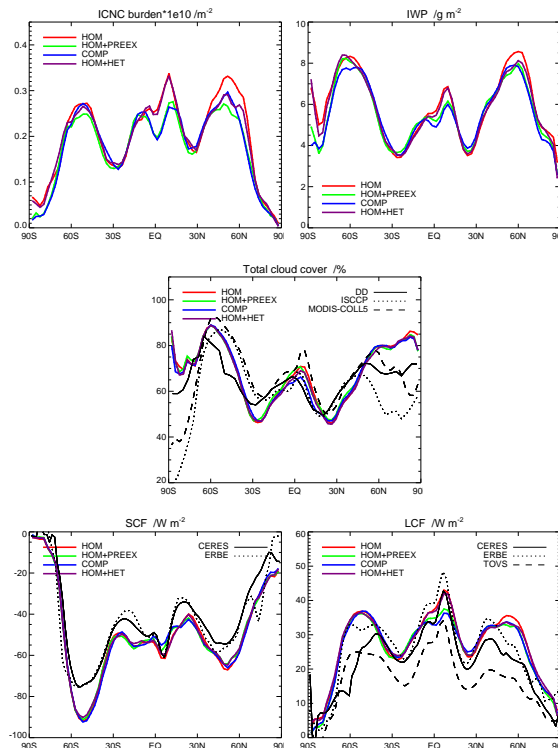 ICNC burden*1e10 /m-2
HOM
HOM+PREEX
COMP
HOM+HET
0.4
0.3
0.2
0.1
0.0
90S 60S 30S EQ 30N 60N 90
IWP /g m-2
10
8
6
4
2
0
HOM
HOM+PREEX
COMP
HOM+HET
90S 60S 30S EQ 30N 60N 90
Total cloud cover /%
HOM
HOM+PREEX
COMP
HOM+HET
DD
ISCCP
MODIS-COLL5
100
80
60
40
20
90S 60S 30S EQ 30N 60N 90
SCF /W m-2
HOM
HOM+PREEX
COMP
HOM+HET
CERES
ERBE
0
-20
-40
-60
-80
-100
90S 60S 30S EQ 30N 60N 90
LCF /W m-2
HOM
HOM+PREEX
COMP
HOM+HET
CERES
ERBE
TOVS
60
50
40
30
20
10
0
90S 60S 30S EQ 30N 60N 90